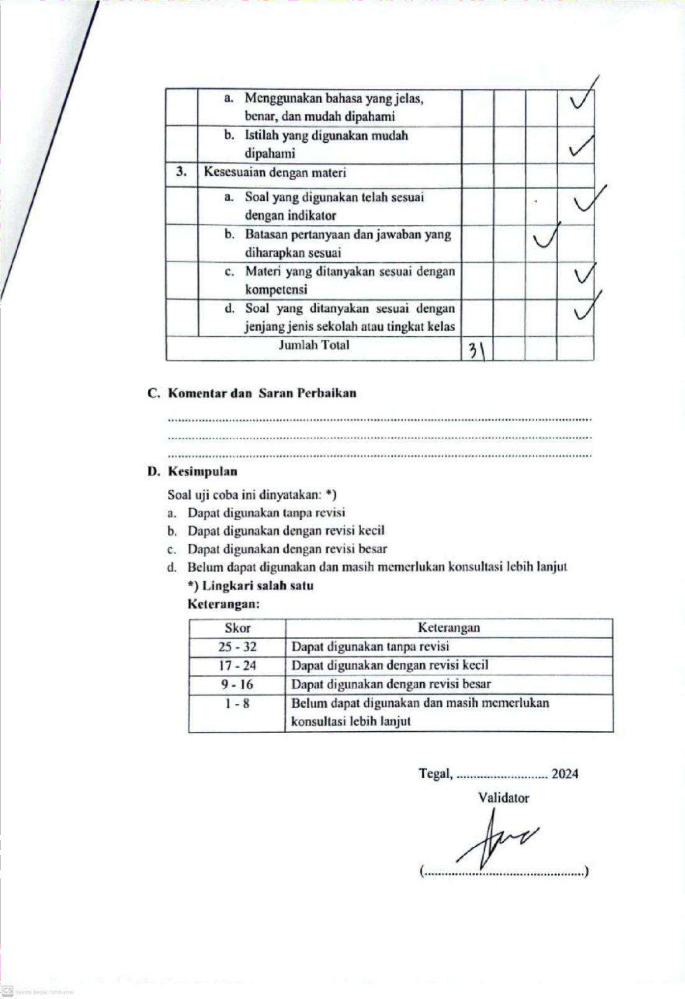 a. Menggunakan bahasa yang jelas,
benar, dan mudah dipahami
b. Istilah yang digunakan mudah
dipahami
3. Kesesuaian dengan materi
a. Soal yang digunakan telah sesuai
dengan indikator
b. Batasan pertanyaan dan jawaban yang
diharapkan sesuai
c. Materi yang ditanyakan sesuai dengan
kompetensi
d. Soal yang ditanyakan sesuai dengan
jenjang jenis sekolah atau tingkat kelas
Jumlah Total 31
C. Komentar dan Saran Perbaikan
D. Kesimpulan
Soal uji coba ini dinyatakan: *)
a. Dapat digunakan tanpa revisi
b. Dapat digunakan dengan revisi kecil
c. Dapat digunakan dengan revisi besar
d. Belum dapat digunakan dan masih memerlukan konsultasi lebih lanjut
*) Lingkari salah satu
Keterangan:
Skor Keterangan
25 - 32 Dapat digunakan tanpa revisi
17 - 24 Dapat digunakan dengan revisi kecil
9 - 16 Dapat digunakan dengan revisi besar
1 - 8 Belum dapat digunakan dan masih memerlukan
konsultasi lebih lanjut
Tegal, ........................... 2024
Validator
(...............................................)
CS